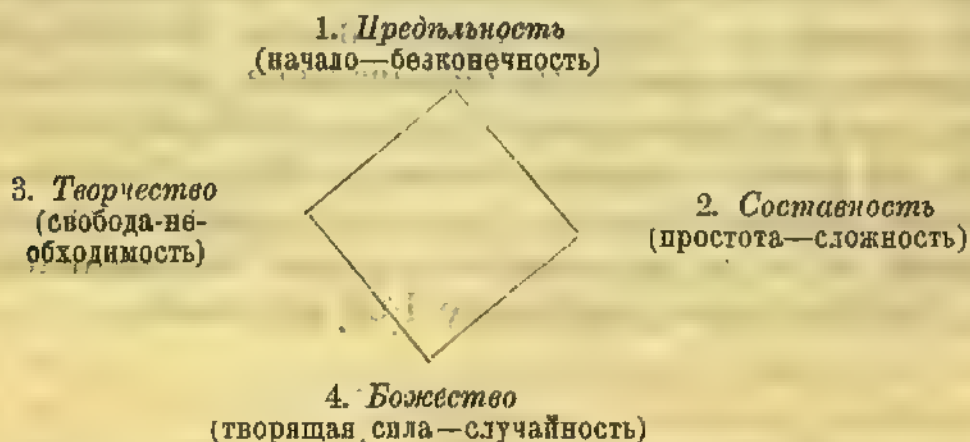 1. Предѣльность
(начало—безконечность)
3. Творчество
(свобода-не-
обходимость)
2. Составность
(простота—сложность)
4. Божество
(творящая сила—случайность)